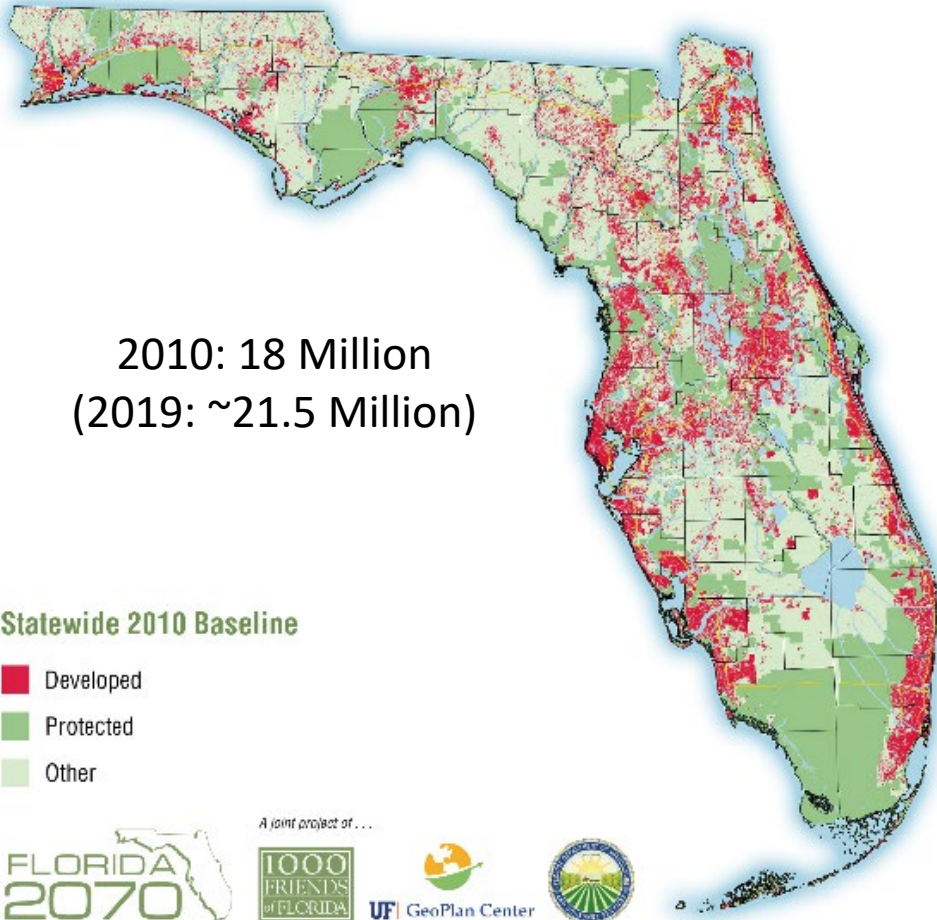 2010: 18 Million
(2019: ~21.5 Million)
Statewide 2010 Baseline
Developed
Protected
Other
A joint project of . . .
FLORIDA
2070
1000
FRIENDS
of FLORIDA
UF GeoPlan Center